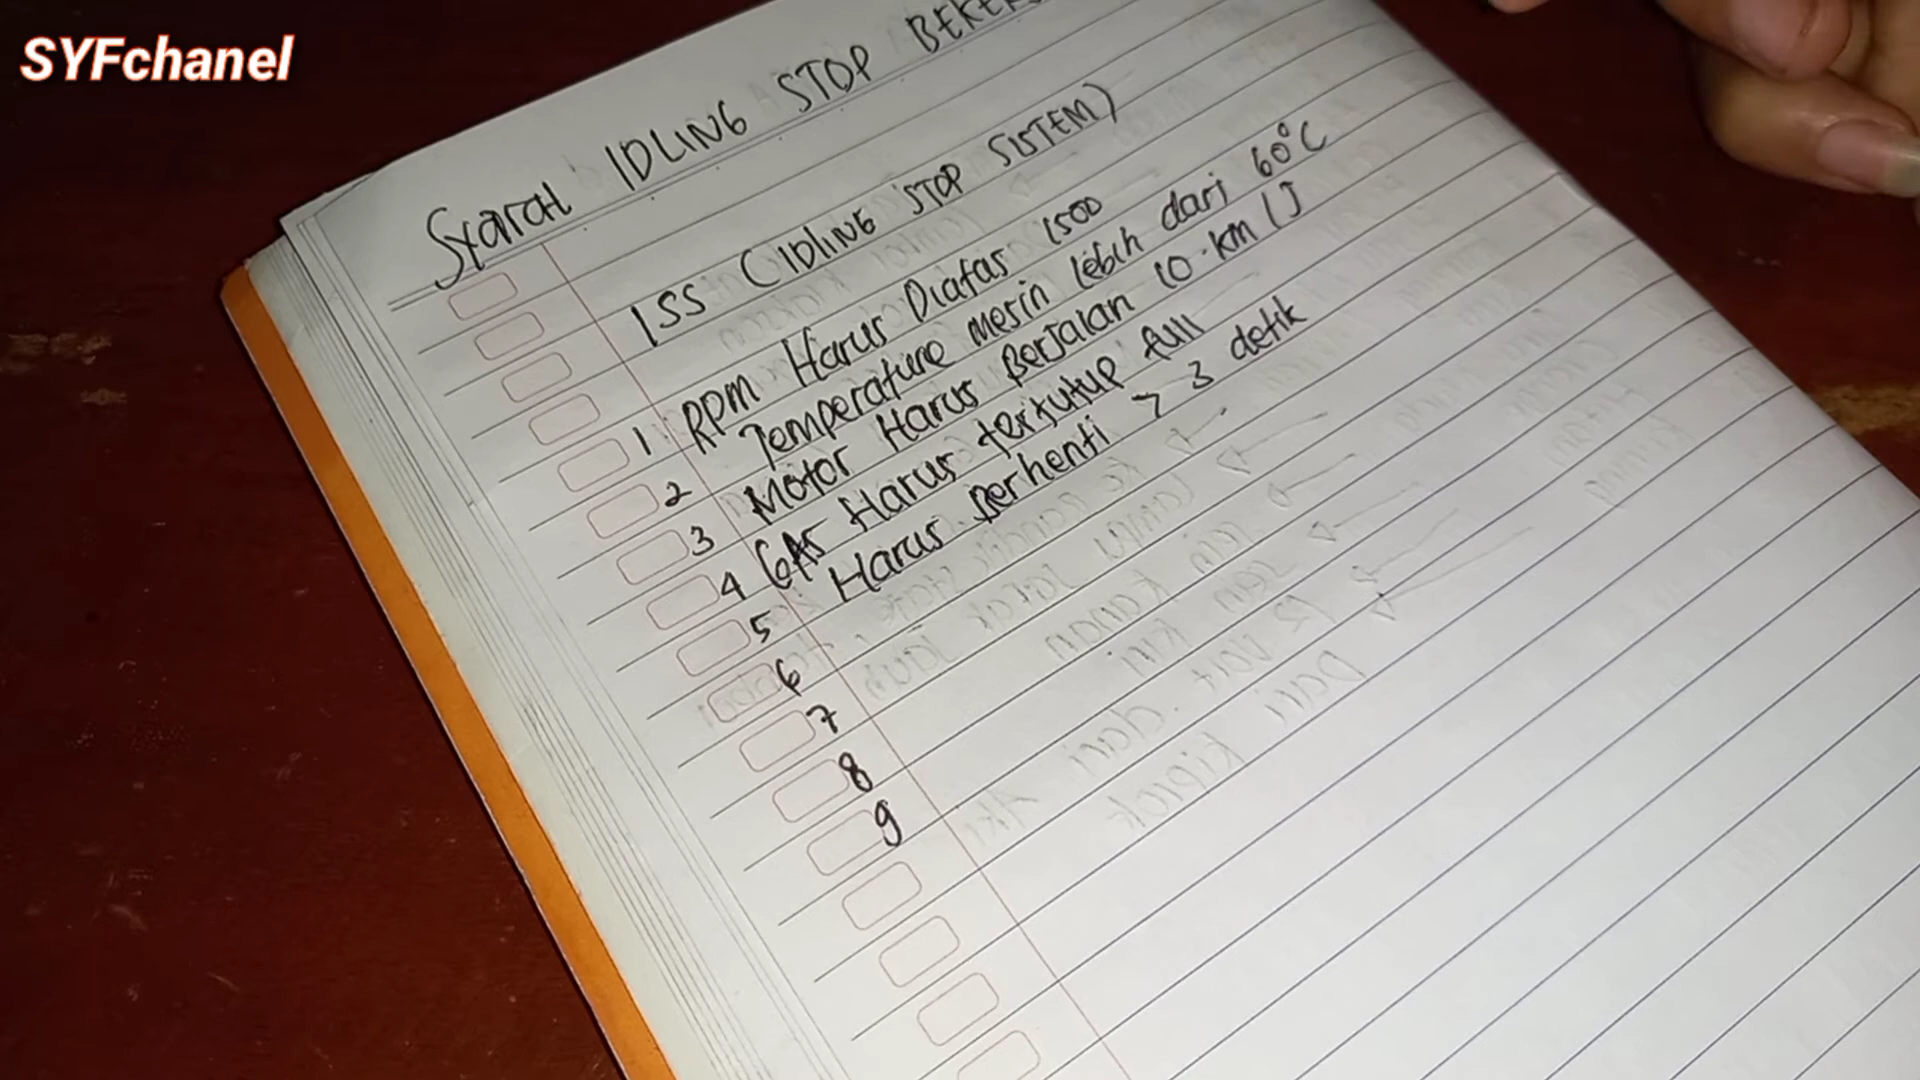 SYFchanel
Syarat IDLING STOP
ISS (IDLING STOP SISTEM)
1 RPM Harus Diatas 1500
2 Temperature mesin lebih dari 60°C
3 Motor Harus Berjalan 10 KM/J
4 GAS Harus tertutup full
5 Harus Berhenti > 3 detik
6
7
8
9